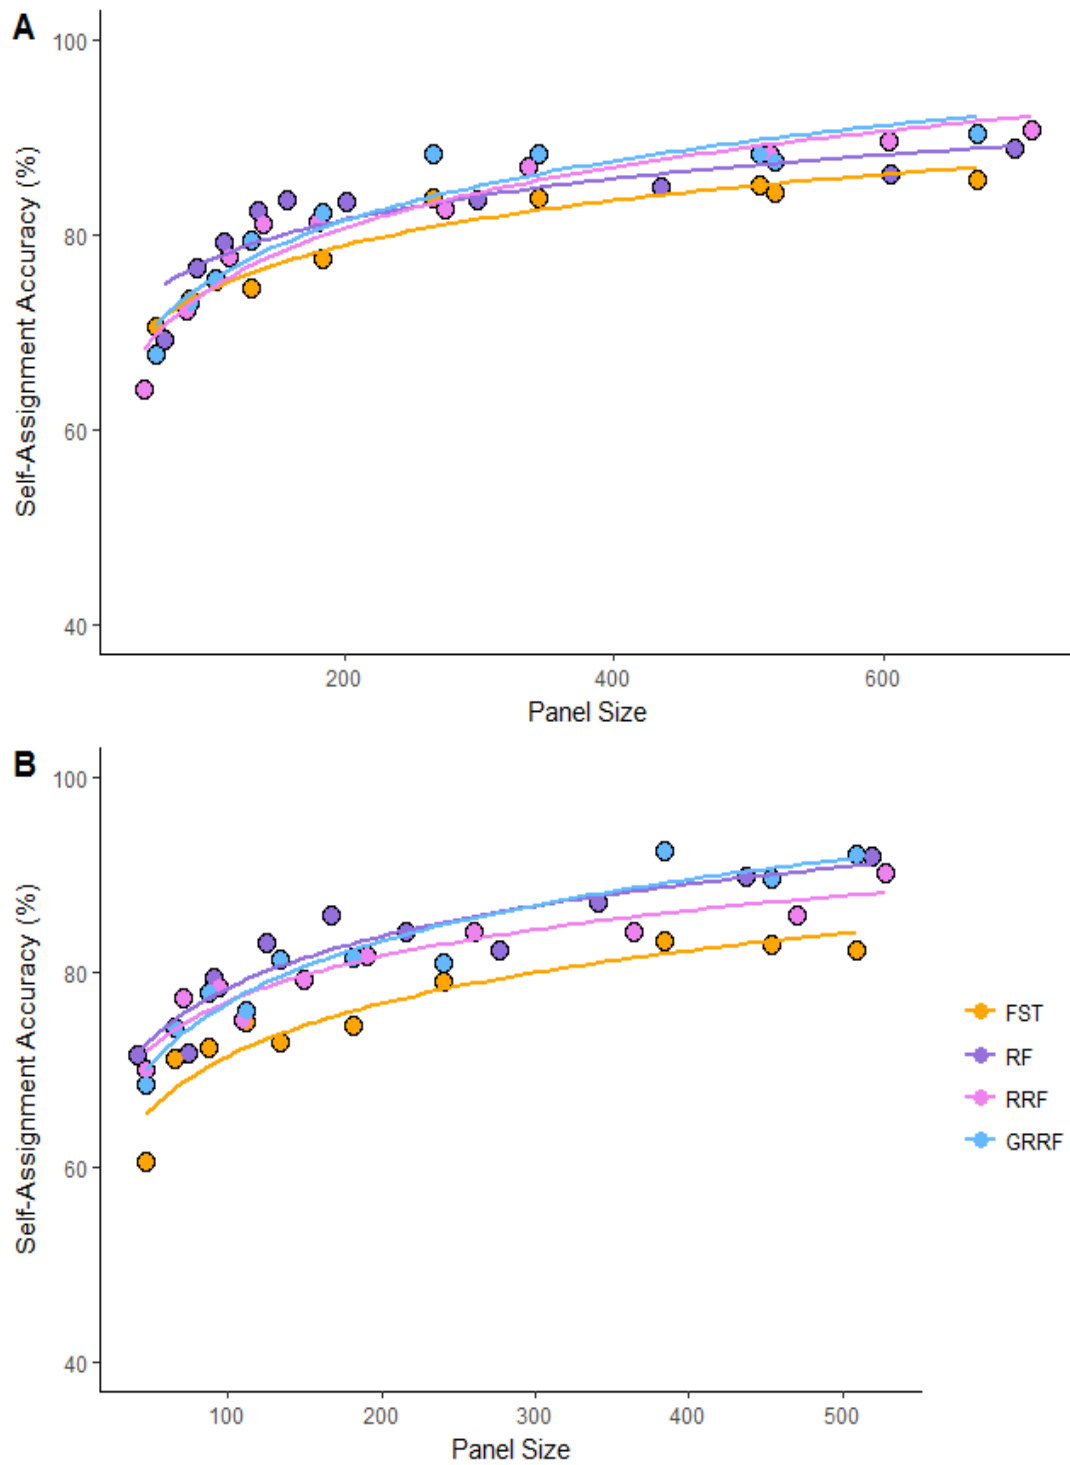 A
100
80
60
40
Self-Assignment Accuracy (%)
200 400 600
Panel Size
B
100
80
60
40
Self-Assignment Accuracy (%)
100 200 300 400 500
Panel Size
FST
RF
RRF
GRRF